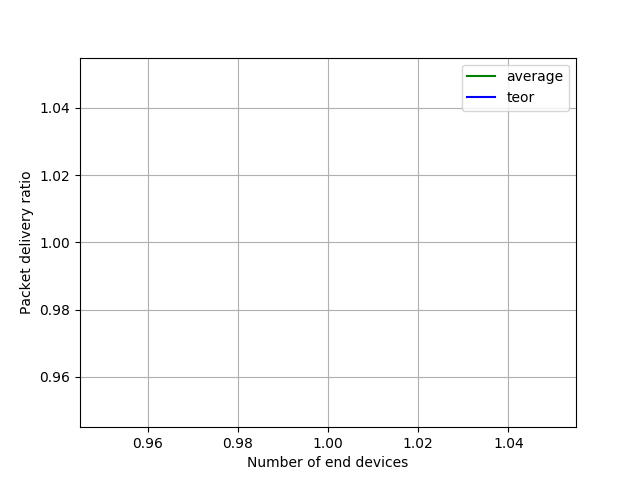 average
teor
1.04
1.02
1.00
0.98
0.96
Packet delivery ratio
0.96 0.98 1.00 1.02 1.04
Number of end devices